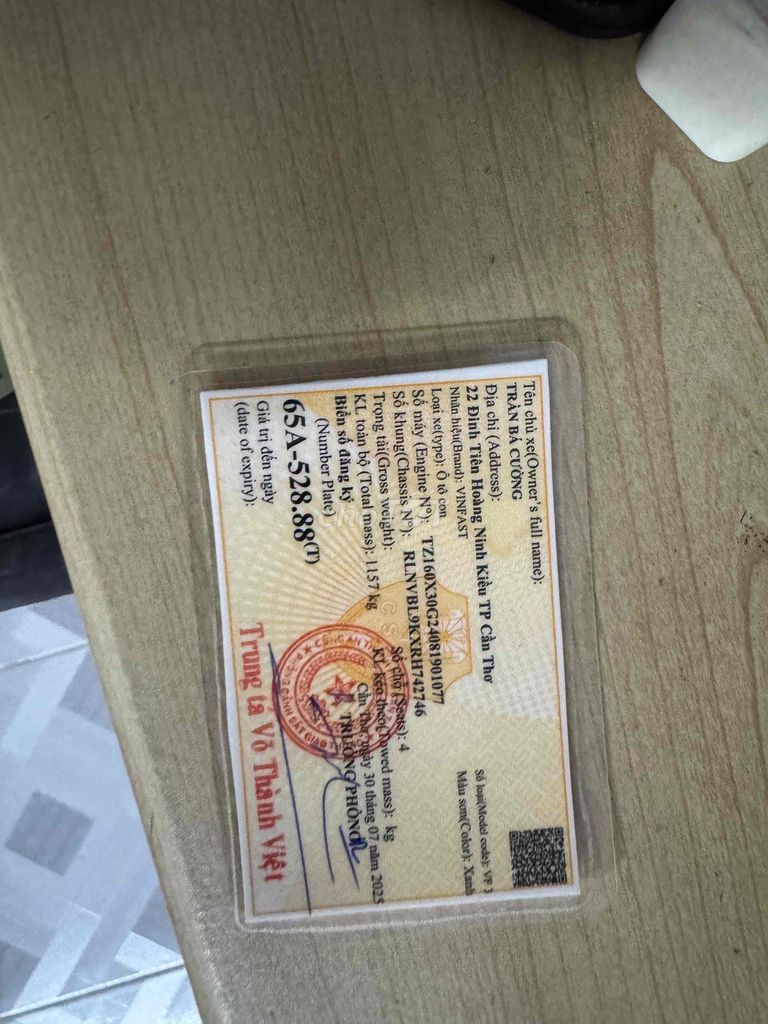 Tên chủ xe(Owner's full name):
TRẦN BÁ CƯỜNG
Địa chỉ (Address):
22 Đinh Tiên Hoàng Ninh Kiều TP Cần Thơ
Nhãn hiệu(Brand): VINFAST Số loại(Model code): VF 3
Loại xe(type): Ô tô con Màu sơn(Color): Xanh
Số máy (Engine Nº): TZ160X30G24081901077
Số khung(Chassis Nº): RLNVBL9KXRH742746
Trọng tải(Gross weight): Số chỗ (Seats): 4
KL toàn bộ (Total mass): 1157 kg KL kéo theo(Towed mass): kg
Biển số đăng ký Cần Thơ, ngày 30 tháng 07 năm 2025
(Number Plate) TRƯỞNG PHÒNG
65A-528.88(T)
Giá trị đến ngày
(date of expiry):
Trung tá Võ Thành Việt